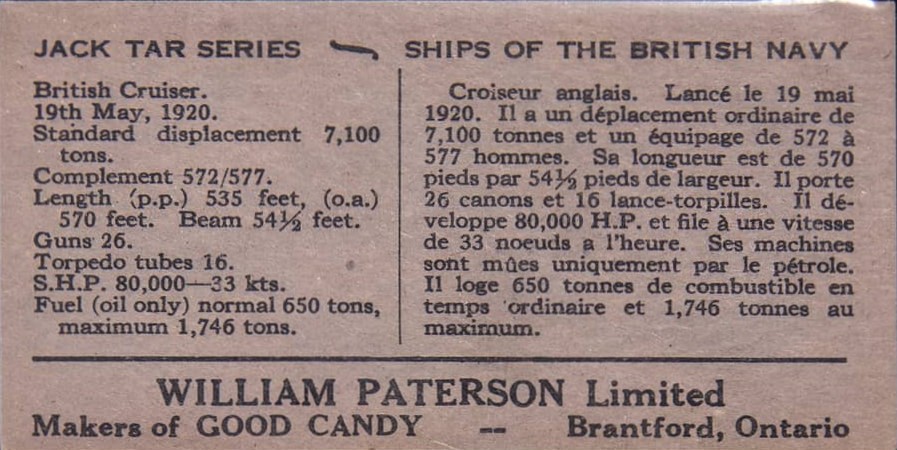 JACK TAR SERIES SHIPS OF THE BRITISH NAVY
British Cruiser.
19th May, 1920.
Standard displacement 7,100
tons.
Complement 572/577.
Length (p.p.) 535 feet, (o.a.)
570 feet. Beam 54½ feet.
Guns 26.
Torpedo tubes 16.
S.H.P. 80,000—33 kts.
Fuel (oil only) normal 650 tons,
maximum 1,746 tons.
Croiseur anglais. Lancé le 19 mai
1920. Il a un déplacement ordinaire de
7,100 tonnes et un équipage de 572 à
577 hommes. Sa longueur est de 570
pieds par 54½ pieds de largeur. Il porte
26 canons et 16 lance-torpilles. Il dé-
veloppe 80,000 H.P. et file à une vitesse
de 33 noeuds a l'heure. Ses machines
sont mûes uniquement par le pétrole.
Il loge 650 tonnes de combustible en
temps ordinaire et 1,746 tonnes au
maximum.
WILLIAM PATERSON Limited
Makers of GOOD CANDY -- Brantford, Ontario